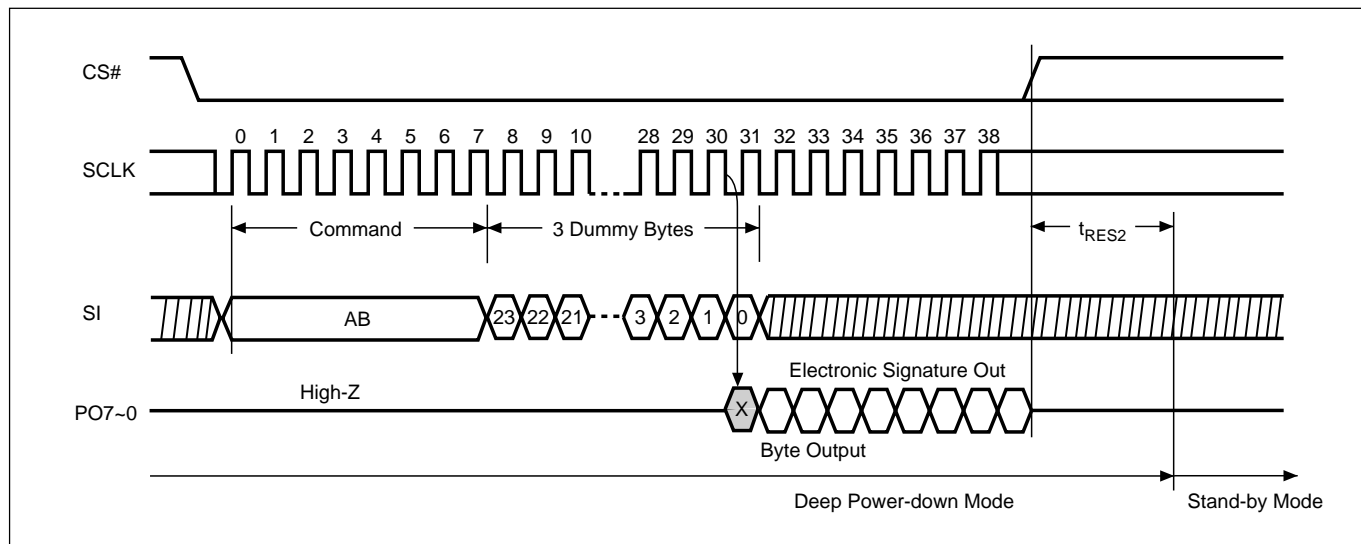 CS#
0 1 2 3 4 5 6 7 8 9 10 28 29 30 31 32 33 34 35 36 37 38
SCLK
Command
3 Dummy Bytes
tRES2
SI
AB
23 22 21 3 2 1 0
Electronic Signature Out
High-Z
PO7~0
X
Byte Output
Deep Power-down Mode
Stand-by Mode